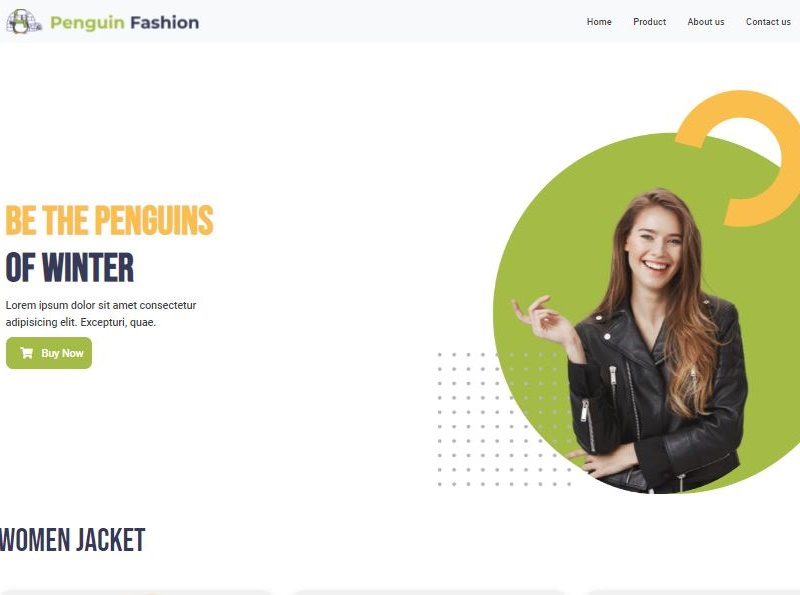 Penguin Fashion
Home Product About us Contact us
BE THE PENGUINS
OF WINTER
Lorem ipsum dolor sit amet consectetur
adipisicing elit. Excepturi, quae.
Buy Now
WOMEN JACKET